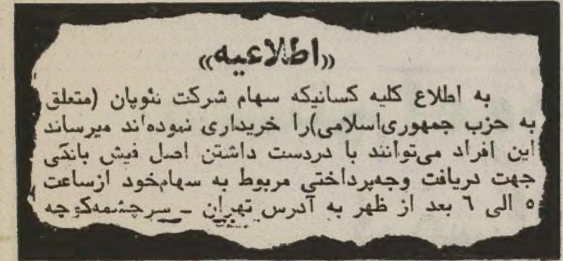 «اطلاعیه»
به اطلاع کلیه کسانیکه سهام شرکت نئوپان (متعلق
به حزب جمهوری‌اسلامی)را خریداری نموده‌اند میرساند
این افراد می‌توانند با دردست داشتن اصل فیش بانکی
جهت دریافت وجه‌پرداختی مربوط به سهام‌خود ازساعت
۵ الی ٦ بعد از ظهر به آدرس تهران ـ سرچشمه‌کوچه